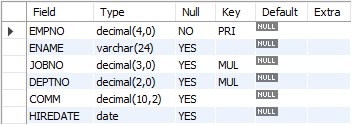 Field Type Null Key Default Extra
EMPNO decimal(4,0) NO PRI NULL
ENAME varchar(24) YES NULL
JOBNO decimal(3,0) YES MUL NULL
DEPTNO decimal(2,0) YES MUL NULL
COMM decimal(10,2) YES NULL
HIREDATE date YES NULL